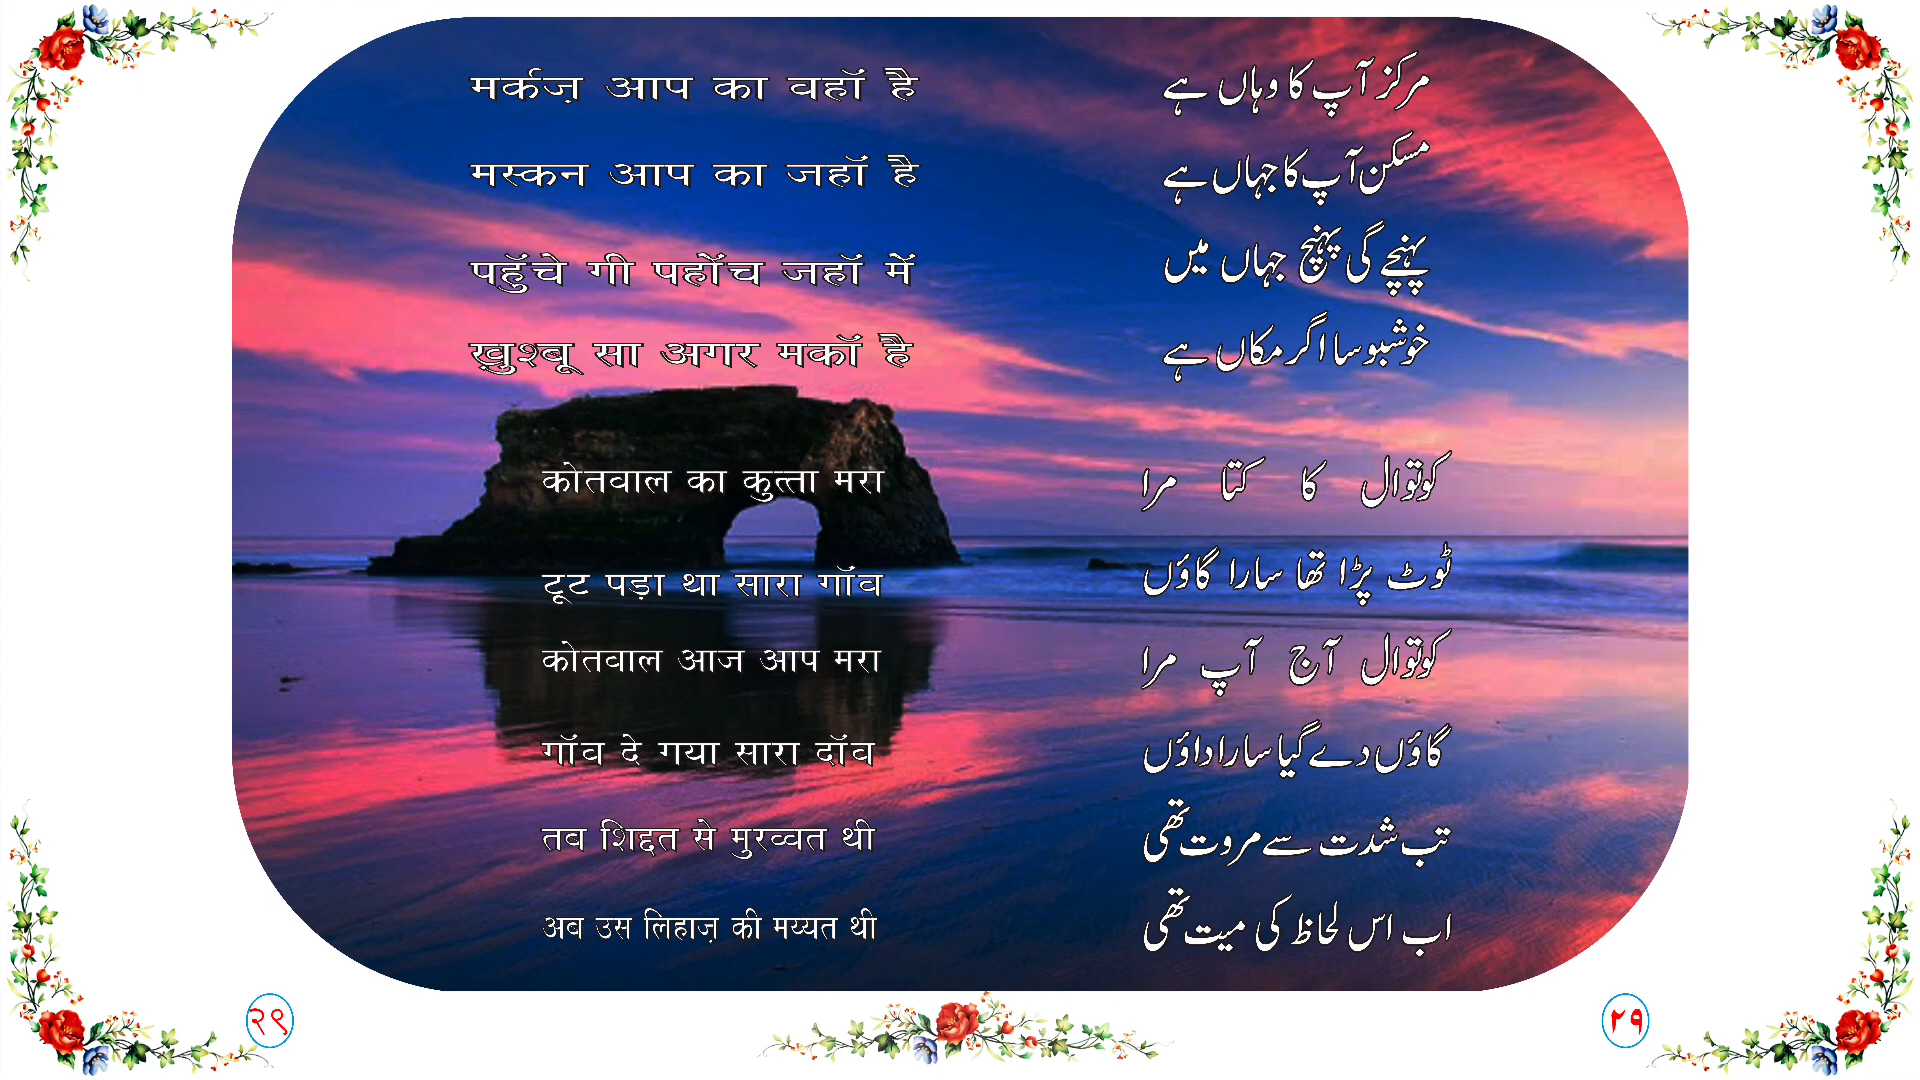 मर्कज़ आप का वहाॅ है
मस्कन आप का जहाॅ है
पहुॅचे गी पहोंच जहाॅ में
ख़ुश्बू सा अगर मकाॅ है
कोतवाल का कुत्ता मरा
टूट पड़ा था सारा गाॅव
कोतवाल आज आप मरा
गाॅव दे गया सारा दाॅव
तब शिद्दत से मुरव्वत थी
अब उस लिहाज़ की मय्यत थी
२९
مرکز آپ کا وہاں ہے
مسکن آپ کا جہاں ہے
پہنچے گی پہنچ جہاں میں
خوشبو سا اگر مکاں ہے
کوتوال کا کتا مرا
ٹوٹ پڑا تھا سارا گاؤں
کوتوال آج آپ مرا
گاؤں دے گیا سارا داؤں
تب شدت سے مروت تھی
اب اس لحاظ کی میت تھی
۲۹